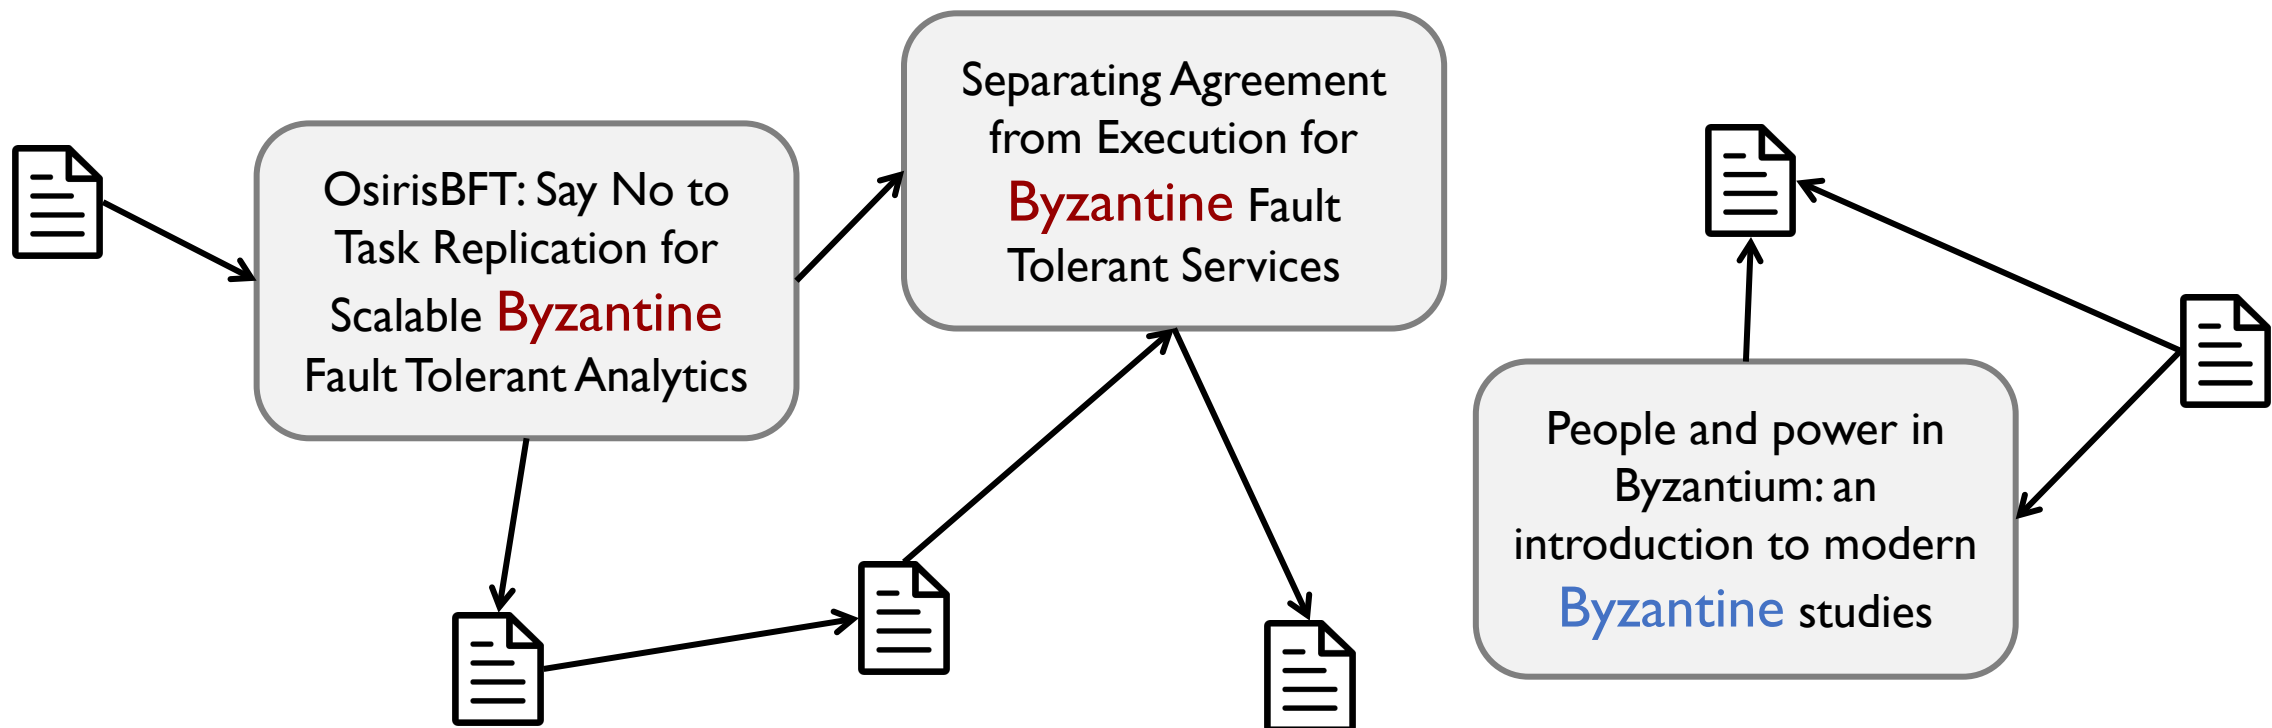 OsirisBFT: Say No to
Task Replication for
Scalable Byzantine
Fault Tolerant Analytics
Separating Agreement
from Execution for
Byzantine Fault
Tolerant Services
People and power in
Byzantium: an
introduction to modern
Byzantine studies